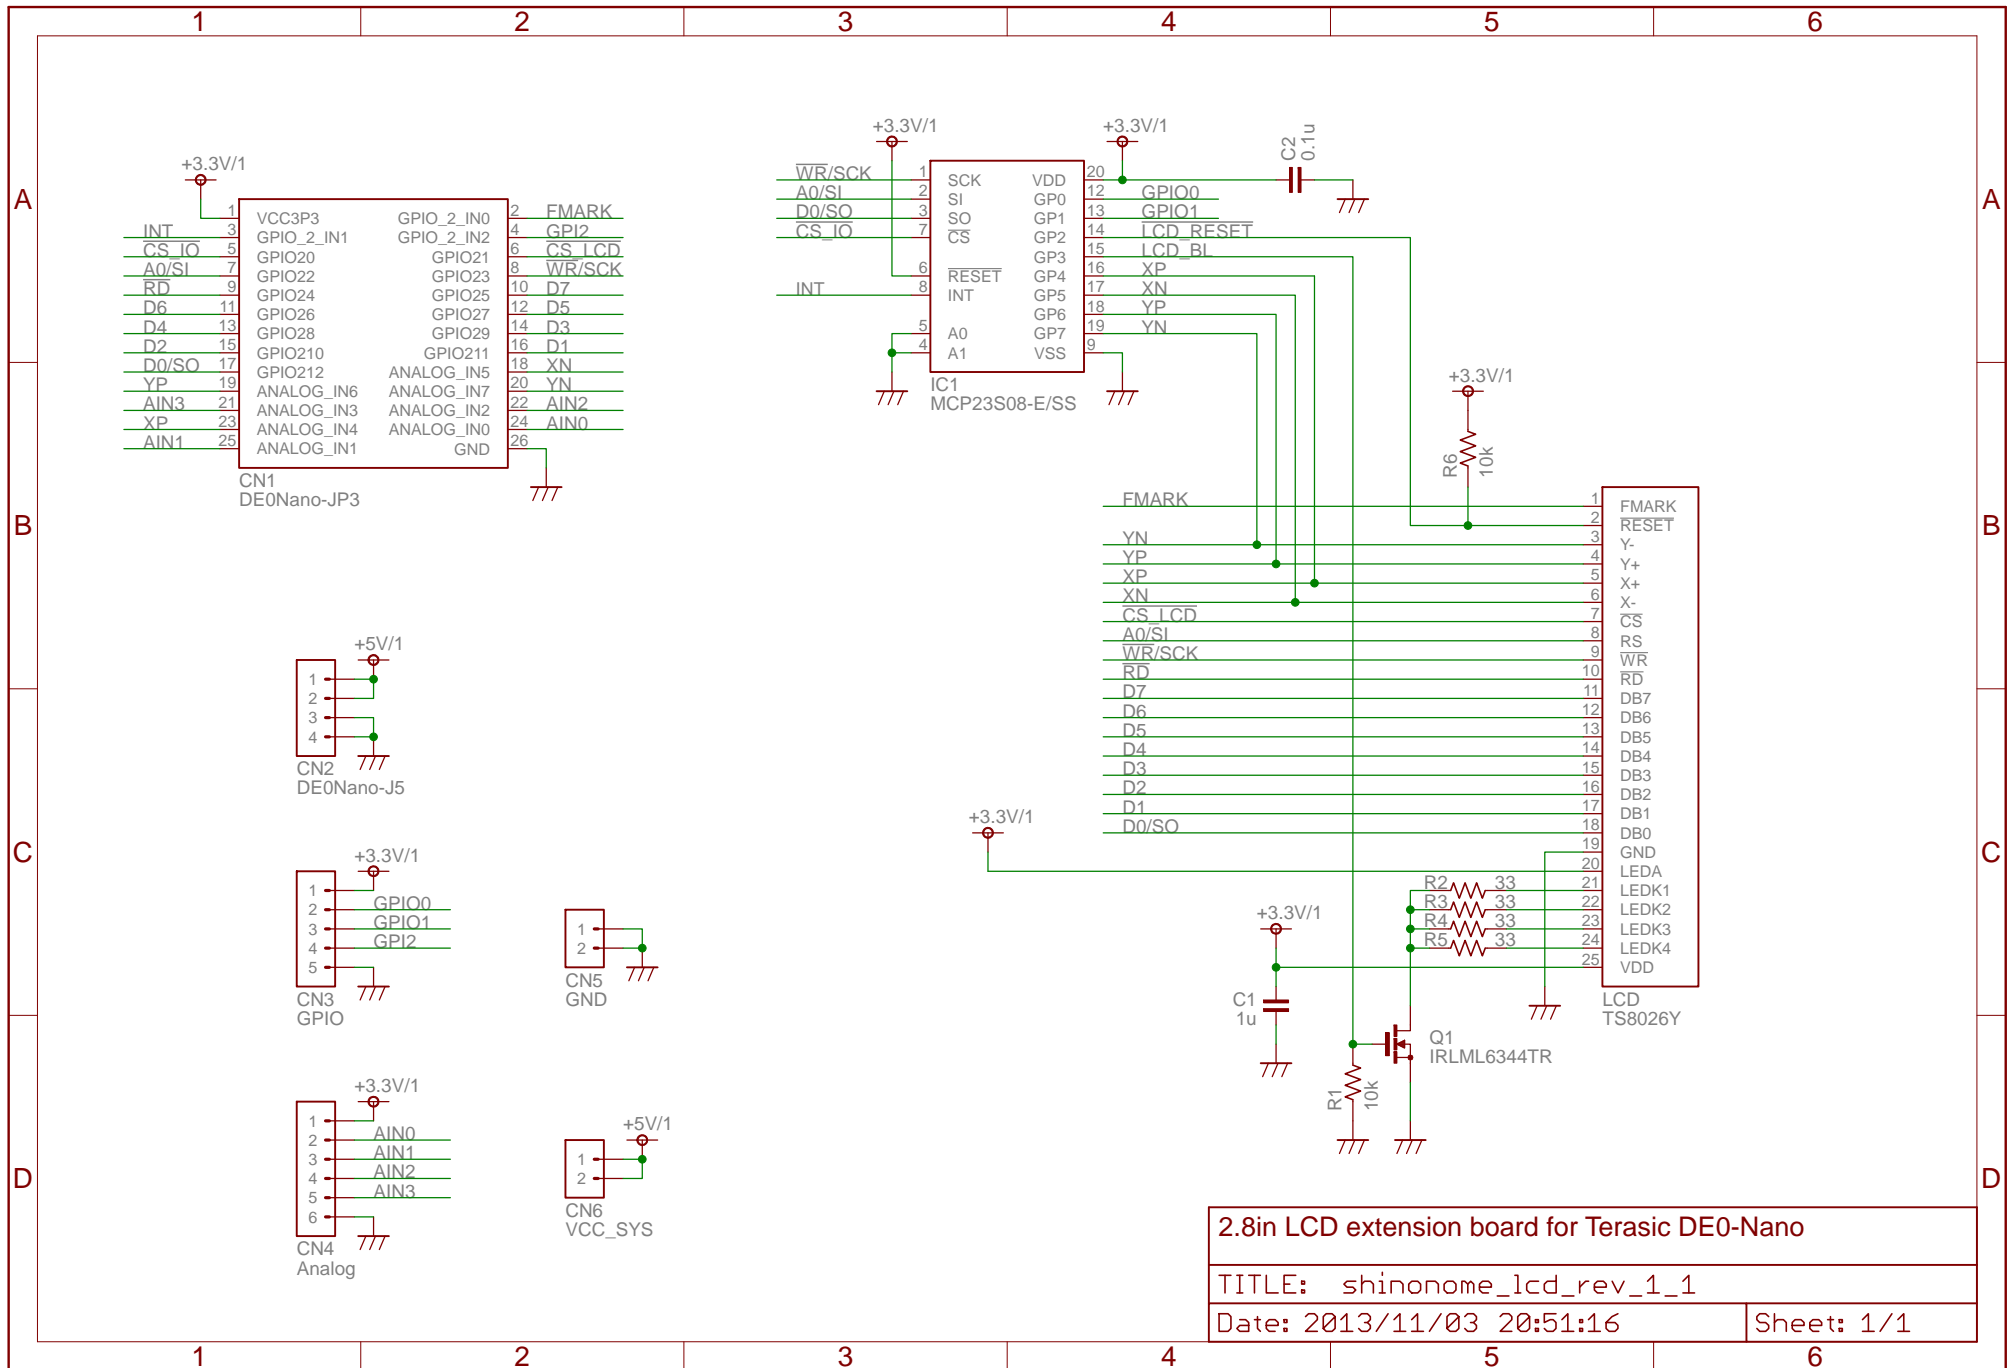 1 2 3 4 5 6
A A
B B
C C
D D
+3.3V/1
1 VCC3P3 GPIO_2_IN0 2 FMARK
INT 3 GPIO_2_IN1 GPIO_2_IN2 4 GPI2
CS_IO 5 GPIO20 GPIO21 6 CS_LCD
A0/SI 7 GPIO22 GPIO23 8 WR/SCK
RD 9 GPIO24 GPIO25 10 D7
D6 11 GPIO26 GPIO27 12 D5
D4 13 GPIO28 GPIO29 14 D3
D2 15 GPIO210 GPIO211 16 D1
D0/SO 17 GPIO212 ANALOG_IN5 18 XN
YP 19 ANALOG_IN6 ANALOG_IN7 20 YN
AIN3 21 ANALOG_IN3 ANALOG_IN2 22 AIN2
XP 23 ANALOG_IN4 ANALOG_IN0 24 AIN0
AIN1 25 ANALOG_IN1 GND 26
CN1
DE0Nano-JP3
+3.3V/1 +3.3V/1
C2
0.1u
WR/SCK 1 SCK VDD 20
A0/SI 2 SI GP0 12 GPIO0
D0/SO 3 SO GP1 13 GPIO1
CS_IO 7 CS GP2 14 LCD_RESET
GP3 15 LCD_BL
6 RESET GP4 16 XP
INT 8 INT GP5 17 XN
GP6 18 YP
5 A0 GP7 19 YN
4 A1 VSS 9
IC1
MCP23S08-E/SS
+3.3V/1
R6
10k
FMARK 1 FMARK
2 RESET
YN 3 Y-
YP 4 Y+
XP 5 X+
XN 6 X-
CS_LCD 7 CS
A0/SI 8 RS
WR/SCK 9 WR
RD 10 RD
D7 11 DB7
D6 12 DB6
D5 13 DB5
D4 14 DB4
D3 15 DB3
D2 16 DB2
D1 17 DB1
D0/SO 18 DB0
19 GND
+3.3V/1
20 LEDA
R2 33 21 LEDK1
R3 33 22 LEDK2
R4 33 23 LEDK3
R5 33 24 LEDK4
25 VDD
LCD
TS8026Y
+3.3V/1
C1
1u
Q1
IRLML6344TR
R1
10k
+5V/1
1
2
3
4
CN2
DE0Nano-J5
+3.3V/1
1
2 GPIO0
3 GPIO1
4 GPI2
5
CN3
GPIO
1
2
CN5
GND
+3.3V/1
1
2 AIN0
3 AIN1
4 AIN2
5 AIN3
6
CN4
Analog
+5V/1
1
2
CN6
VCC_SYS
2.8in LCD extension board for Terasic DE0-Nano
TITLE: shinonome_lcd_rev_1_1
Date: 2013/11/03 20:51:16 Sheet: 1/1
1 2 3 4 5 6